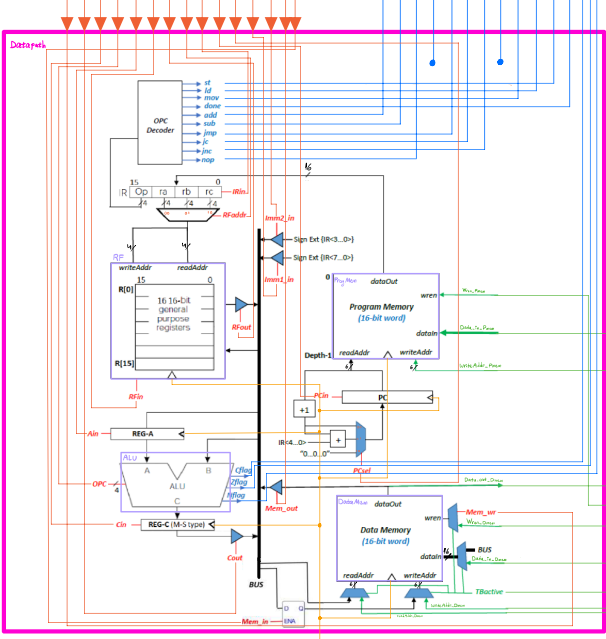 Datapath
OPC
Decoder
st
ld
mov
done
add
sub
jmp
jc
jnc
nop
15 0
IR Op ra rb rc
IRin
4 4 4 4
RFaddr
16
Imm2_in
Sign Ext {IR<3...0>}
Sign Ext {IR<7...0>}
Imm1_in
RF
writeAddr readAddr
15 0
R[0]
16 16-bit
general
purpose
registers
R[15]
RFout
RFin
0
dataOut
Program Memory
(16-bit word)
wren
dataIn
Depth-1
readAddr writeAddr
PCin
PC
+1
+
IR<4...0>
"0...0"
PCsel
Ain
REG-A
ALU
A B
ALU
C
Cflag
Zflag
Nflag
OPC
4
Cin
REG-C (M-S type)
Cout
Mem_out
BUS
dataOut
Data Memory
(16-bit word)
wren
Mem_wr
dataIn
BUS
TBactive
readAddr writeAddr
D Q
ENA
Mem_in